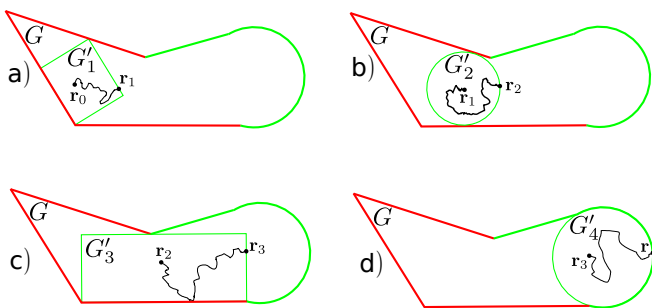 a) G G′₁ r₀ r₁
b) G G′₂ r₁ r₂
c) G G′₃ r₂ r₃
d) G G′₄ r₃ r